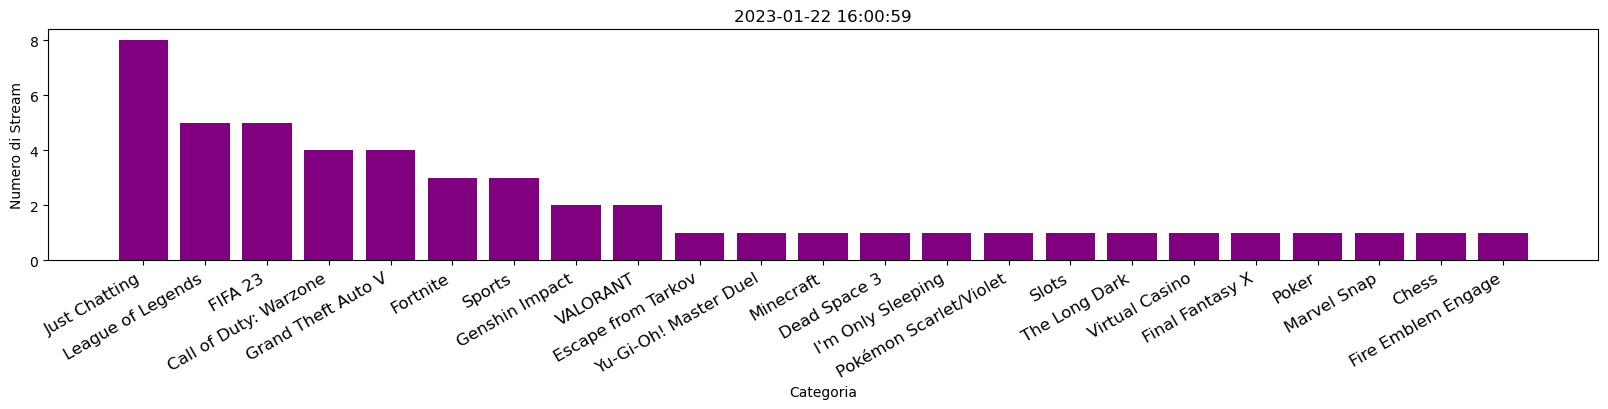 2023-01-22 16:00:59
Numero di Stream
8
6
4
2
0
Just Chatting
League of Legends
FIFA 23
Call of Duty: Warzone
Grand Theft Auto V
Fortnite
Sports
Genshin Impact
VALORANT
Escape from Tarkov
Yu-Gi-Oh! Master Duel
Minecraft
Dead Space 3
I'm Only Sleeping
Pokémon Scarlet/Violet
Slots
The Long Dark
Virtual Casino
Final Fantasy X
Poker
Marvel Snap
Chess
Fire Emblem Engage
Categoria